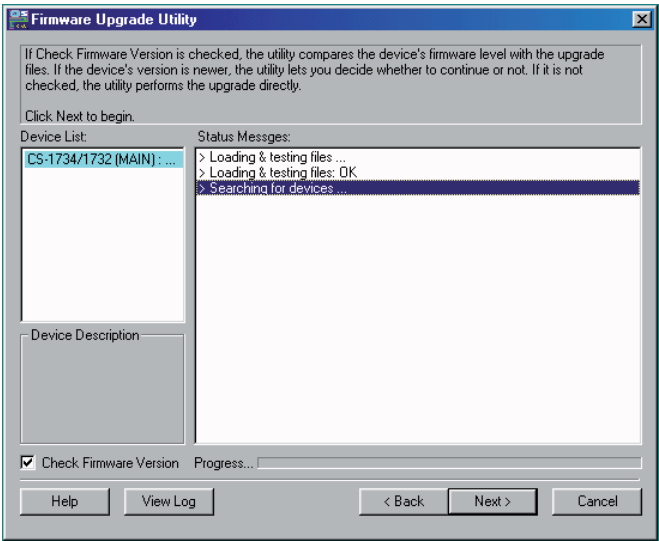 Firmware Upgrade Utility
If Check Firmware Version is checked, the utility compares the device's firmware level with the upgrade
files. If the device's version is newer, the utility lets you decide whether to continue or not. If it is not
checked, the utility performs the upgrade directly.
Click Next to begin.
Device List:
Status Messges:
CS-1734/1732 (MAIN) : ...
> Loading & testing files ...
> Loading & testing files: OK
> Searching for devices ...
Device Description
Check Firmware Version
Progress...
Help
View Log
< Back
Next >
Cancel